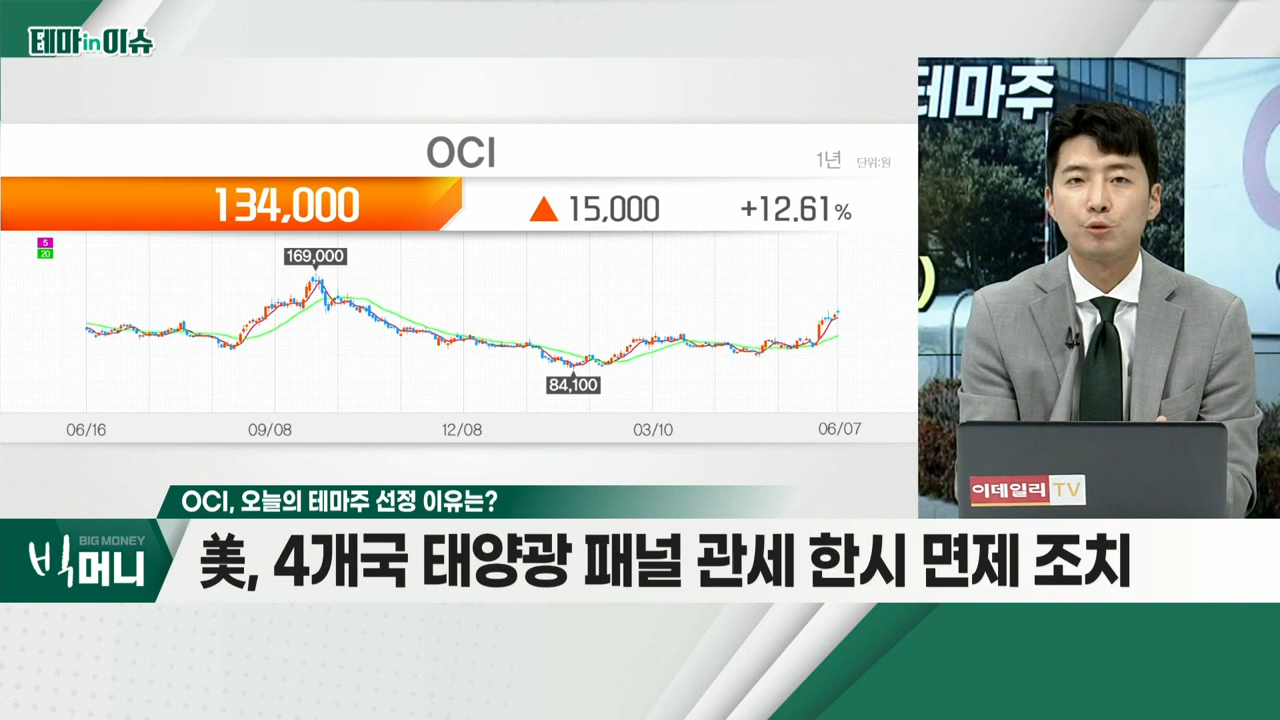 테마in이슈
테마주
OCI
1년 단위:원
134,000 ▲ 15,000 +12.61%
5
20
169,000
84,100
06/16 09/08 12/08 03/10 06/07
이데일리TV
OCI, 오늘의 테마주 선정 이유는?
BIG MONEY
빅머니
美, 4개국 태양광 패널 관세 한시 면제 조치